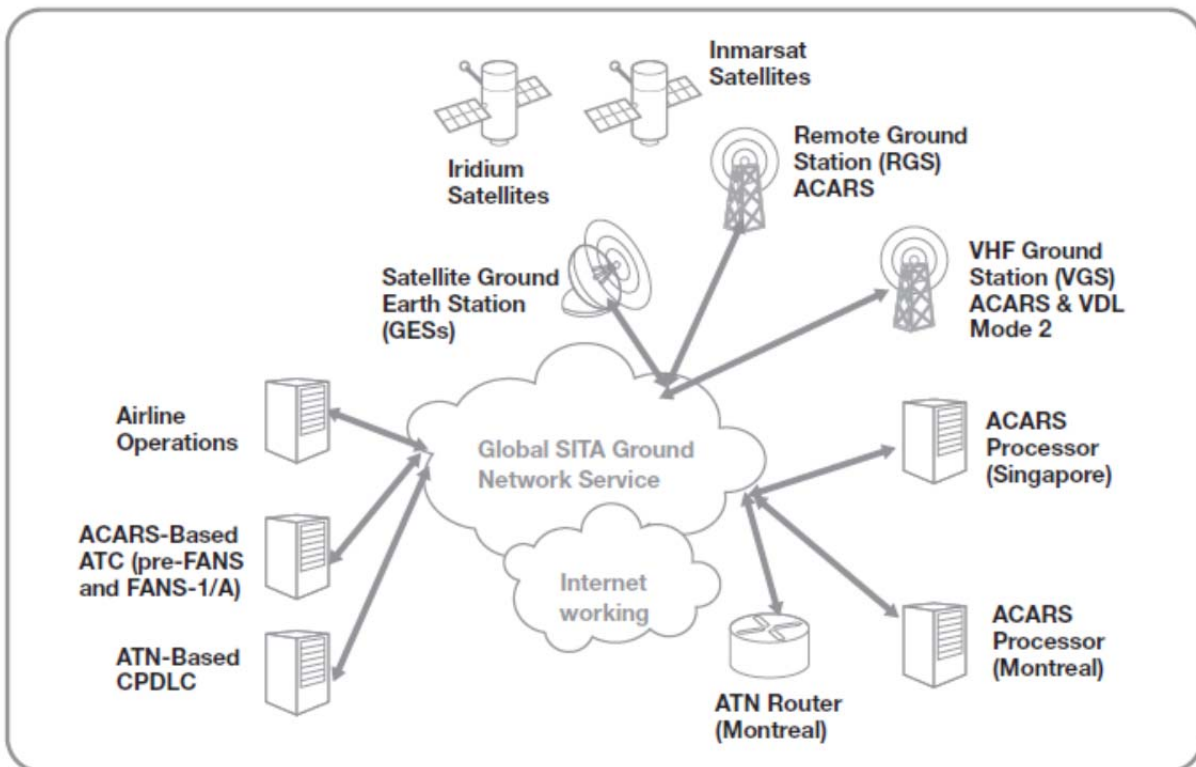 Inmarsat
Satellites
Iridium
Satellites
Remote Ground
Station (RGS)
ACARS
Satellite Ground
Earth Station
(GESs)
VHF Ground
Station (VGS)
ACARS & VDL
Mode 2
Airline
Operations
Global SITA Ground
Network Service
ACARS
Processor
(Singapore)
ACARS-Based
ATC (pre-FANS
and FANS-1/A)
Internet
working
ATN-Based
CPDLC
ATN Router
(Montreal)
ACARS
Processor
(Montreal)